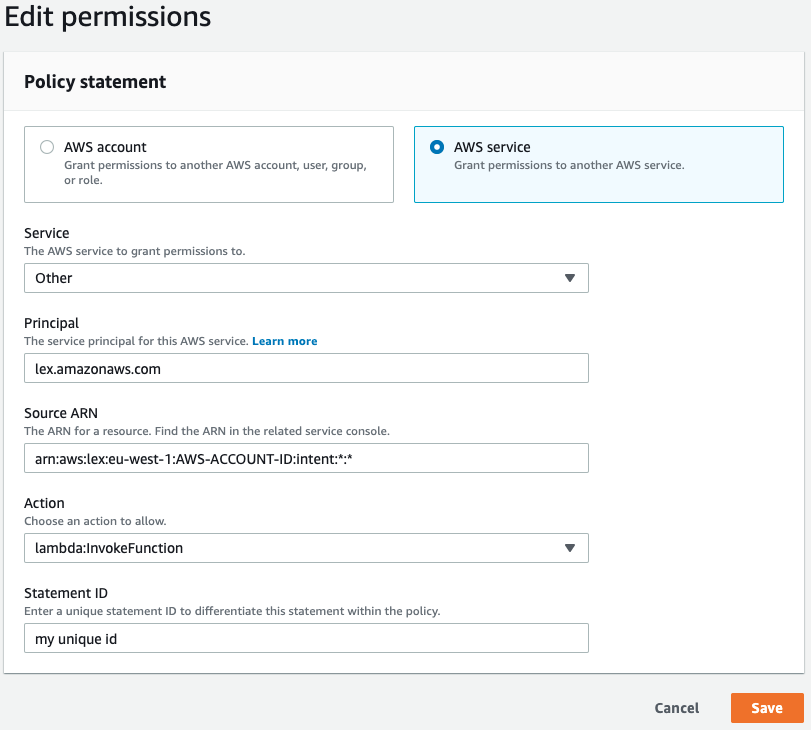 Edit permissions
Policy statement
AWS account
Grant permissions to another AWS account, user, group,
or role.
AWS service
Grant permissions to another AWS service.
Service
The AWS service to grant permissions to.
Other
Principal
The service principal for this AWS service. Learn more
lex.amazonaws.com
Source ARN
The ARN for a resource. Find the ARN in the related service console.
arn:aws:lex:eu-west-1:AWS-ACCOUNT-ID:intent:*:*
Action
Choose an action to allow.
lambda:InvokeFunction
Statement ID
Enter a unique statement ID to differentiate this statement within the policy.
my unique id
Cancel
Save